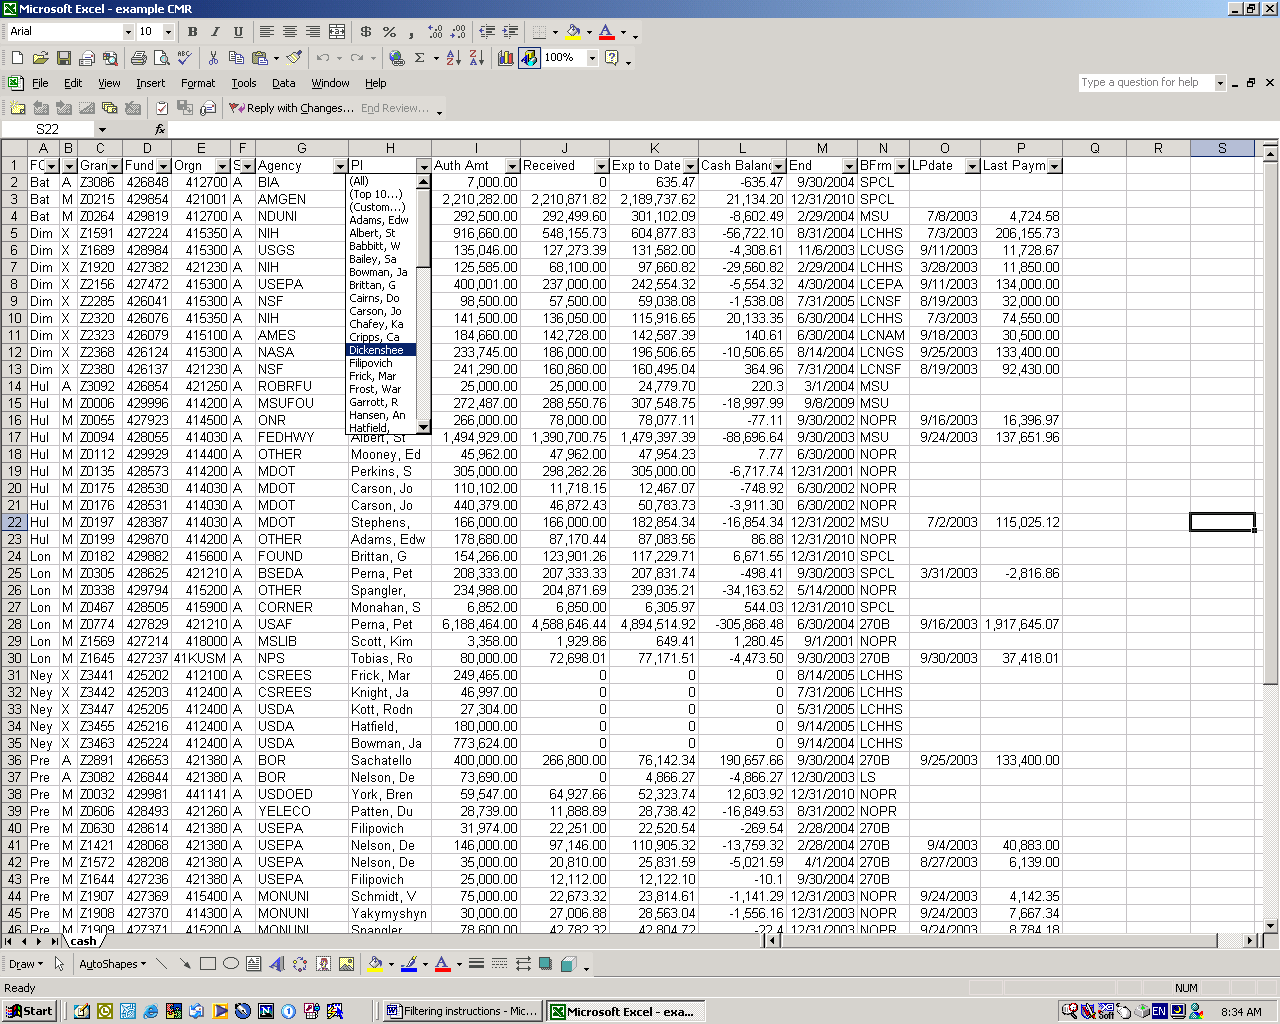 Microsoft Excel - example CMR
Arial 10 B I U $ % , .00
Σ 100%
File Edit View Insert Format Tools Data Window Help Type a question for help
Reply with Changes... End Review...
S22 fx
A B C D E F G H I J K L M N O P Q R S
1 FC Gran Fund Orgn S Agency PI Auth Amt Received Exp to Date Cash Balanc End BFrm LPdate Last Paym
2 Bat A Z3086 426848 412700 A BIA 7,000.00 0 635.47 -635.47 9/30/2004 SPCL
3 Bat M Z0215 429854 421001 A AMGEN 2,210,282.00 2,210,871.82 2,189,737.62 21,134.20 12/31/2010 SPCL
4 Bat M Z0264 429819 412700 A NDUNI 292,500.00 292,499.60 301,102.09 -8,602.49 2/29/2004 MSU 7/8/2003 4,724.58
5 Dim X Z1591 427224 415350 A NIH 916,660.00 548,155.73 604,877.83 -56,722.10 8/31/2004 LCHHS 7/3/2003 206,155.73
6 Dim X Z1689 428984 415300 A USGS 135,046.00 127,273.39 131,582.00 -4,308.61 11/6/2003 LCUSG 9/11/2003 11,728.67
7 Dim X Z1920 427382 421230 A NIH 125,585.00 68,100.00 97,660.82 -29,560.82 2/29/2004 LCHHS 3/28/2003 11,850.00
8 Dim X Z2156 427472 415300 A USEPA 400,001.00 237,000.00 242,554.32 -5,554.32 4/30/2004 LCEPA 9/11/2003 134,000.00
9 Dim X Z2285 426041 415300 A NSF 98,500.00 57,500.00 59,038.08 -1,538.08 7/31/2005 LCNSF 8/19/2003 32,000.00
10 Dim X Z2320 426076 415350 A NIH 141,500.00 136,050.00 115,916.65 20,133.35 6/30/2004 LCHHS 7/3/2003 74,550.00
11 Dim X Z2323 426079 415100 A AMES 184,660.00 142,728.00 142,587.39 140.61 6/30/2004 LCNAM 9/18/2003 30,500.00
12 Dim X Z2368 426124 415300 A NASA 233,745.00 186,000.00 196,506.65 -10,506.65 8/14/2004 LCNGS 9/25/2003 133,400.00
13 Dim X Z2380 426137 421230 A NSF 241,290.00 160,860.00 160,495.04 364.96 7/31/2004 LCNSF 8/19/2003 92,430.00
14 Hul A Z3092 426854 421250 A ROBRFU 25,000.00 25,000.00 24,779.70 220.3 3/1/2004 MSU
15 Hul M Z0006 429996 414200 A MSUFOU 272,487.00 288,550.76 307,548.75 -18,997.99 9/8/2009 MSU
16 Hul M Z0055 427923 414500 A ONR 266,000.00 78,000.00 78,077.11 -77.11 9/30/2002 NOPR 9/16/2003 16,396.97
(All)
(Top 10...)
(Custom...)
Adams, Edw
Albert, St
Babbitt, W
Bailey, Sa
Bowman, Ja
Brittan, G
Cairns, Do
Carson, Jo
Chafey, Ka
Cripps, Ca
Dickenshee
Filipovich
Frick, Mar
Frost, War
Garrott, R
Hansen, An
Hatfield,
17 Hul M Z0094 428055 414030 A FEDHWY Albert, St 1,494,929.00 1,390,700.75 1,479,397.39 -88,696.64 9/30/2003 MSU 9/24/2003 137,651.96
18 Hul M Z0112 429929 414400 A OTHER Mooney, Ed 45,962.00 47,962.00 47,954.23 7.77 6/30/2000 NOPR
19 Hul M Z0135 428573 414200 A MDOT Perkins, S 305,000.00 298,282.26 305,000.00 -6,717.74 12/31/2001 NOPR
20 Hul M Z0175 428530 414030 A MDOT Carson, Jo 110,102.00 11,718.15 12,467.07 -748.92 6/30/2002 NOPR
21 Hul M Z0176 428531 414030 A MDOT Carson, Jo 440,379.00 46,872.43 50,783.73 -3,911.30 6/30/2002 NOPR
22 Hul M Z0197 428387 414030 A MDOT Stephens, 166,000.00 166,000.00 182,854.34 -16,854.34 12/31/2002 MSU 7/2/2003 115,025.12
23 Hul M Z0199 429870 414200 A OTHER Adams, Edw 178,680.00 87,170.44 87,083.56 86.88 12/31/2010 NOPR
24 Lon M Z0182 429882 415600 A FOUND Brittan, G 154,266.00 123,901.26 117,229.71 6,671.55 12/31/2010 SPCL
25 Lon M Z0305 428625 421210 A BSEDA Perna, Pet 208,333.00 207,333.33 207,831.74 -498.41 9/30/2003 SPCL 3/31/2003 -2,816.86
26 Lon M Z0338 429794 415200 A OTHER Spangler, 234,988.00 204,871.69 239,035.21 -34,163.52 5/14/2000 NOPR
27 Lon M Z0467 428505 415900 A CORNER Monahan, S 6,852.00 6,850.00 6,305.97 544.03 12/31/2010 SPCL
28 Lon M Z0774 427829 421210 A USAF Perna, Pet 6,188,464.00 4,588,646.44 4,894,514.92 -305,868.48 6/30/2004 270B 9/16/2003 1,917,645.07
29 Lon M Z1569 427214 418000 A MSLIB Scott, Kim 3,358.00 1,929.86 649.41 1,280.45 9/1/2001 NOPR
30 Lon M Z1645 427237 41KUSM A NPS Tobias, Ro 80,000.00 72,698.01 77,171.51 -4,473.50 9/30/2003 270B 9/30/2003 37,418.01
31 Ney X Z3441 425202 412100 A CSREES Frick, Mar 249,465.00 0 0 0 8/14/2005 LCHHS
32 Ney X Z3442 425203 412400 A CSREES Knight, Ja 46,997.00 0 0 0 7/31/2006 LCHHS
33 Ney X Z3447 425205 412400 A USDA Kott, Rodn 27,304.00 0 0 0 5/31/2005 LCHHS
34 Ney X Z3455 425216 412400 A USDA Hatfield, 180,000.00 0 0 0 9/14/2005 LCHHS
35 Ney X Z3463 425224 412400 A USDA Bowman, Ja 773,624.00 0 0 0 9/14/2004 LCHHS
36 Pre A Z2891 426653 421380 A BOR Sachatello 400,000.00 266,800.00 76,142.34 190,657.66 9/30/2004 270B 9/25/2003 133,400.00
37 Pre A Z3082 426844 421380 A BOR Nelson, De 73,690.00 0 4,866.27 -4,866.27 12/30/2003 LS
38 Pre M Z0032 429981 441141 A USDOED York, Bren 59,547.00 64,927.66 52,323.74 12,603.92 12/31/2010 NOPR
39 Pre M Z0606 428493 421260 A YELECO Patten, Du 28,739.00 11,888.89 28,738.42 -16,849.53 8/31/2002 NOPR
40 Pre M Z0630 428614 421380 A USEPA Filipovich 31,974.00 22,251.00 22,520.54 -269.54 2/28/2004 270B
41 Pre M Z1421 428068 421380 A USEPA Nelson, De 146,000.00 97,146.00 110,905.32 -13,759.32 2/28/2004 270B 9/4/2003 40,883.00
42 Pre M Z1572 428208 421380 A USEPA Nelson, De 35,000.00 20,810.00 25,831.59 -5,021.59 4/1/2004 270B 8/27/2003 6,139.00
43 Pre M Z1644 427236 421380 A USEPA Filipovich 25,000.00 12,112.00 12,122.10 -10.1 9/30/2004 270B
44 Pre M Z1907 427369 415400 A MONUNI Schmidt, V 75,000.00 22,673.32 23,814.61 -1,141.29 12/31/2003 NOPR 9/24/2003 4,142.35
45 Pre M Z1908 427370 414300 A MONUNI Yakymyshyn 30,000.00 27,006.88 28,563.04 -1,556.16 12/31/2003 NOPR 9/24/2003 7,667.34
46 Pre M Z1909 427371 415200 A MONUNI Spangler 78,600.00 42,782.32 42,804.72 -22.4 12/31/2003 NOPR 9/24/2003 8,784.18
cash
Draw AutoShapes
Ready NUM
Start Filtering instructions - Mic... Microsoft Excel - exa... EN 8:34 AM